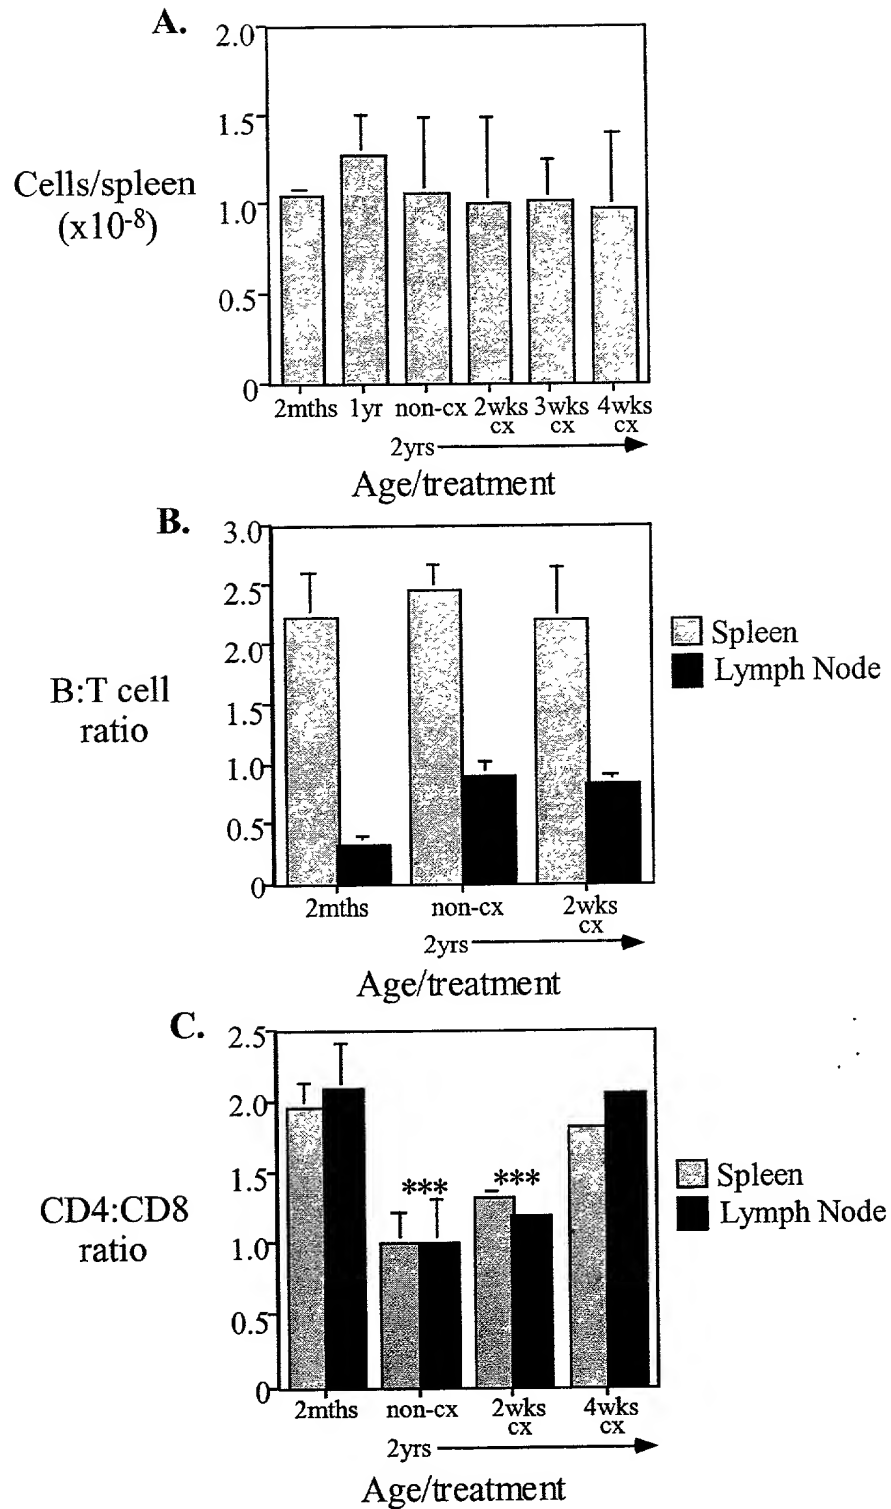 A.
2.0
1.5
1.0
0.5
0
Cells/spleen
(x10-8)
2mths 1yr non-cx 2wks cx 3wks cx 4wks cx
2yrs
Age/treatment
B.
3.0
2.5
2.0
1.5
1.0
0.5
0
B:T cell
ratio
Spleen
Lymph Node
2mths non-cx 2wks cx
2yrs
Age/treatment
C.
2.5
2.0
1.5
1.0
0.5
0
CD4:CD8
ratio
*** ***
Spleen
Lymph Node
2mths non-cx 2wks cx 4wks cx
2yrs
Age/treatment